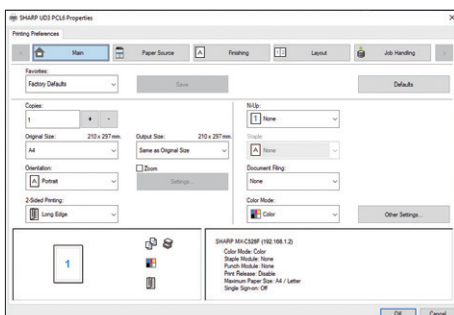 SHARP UD3 PCL6 Properties
Printing Preferences
Main
Paper Source
Finishing
Layout
Job Handling
Favorites:
Factory Defaults
Save
Defaults
Copies:
1
+
-
N-Up:
1 None
Original Size:
210 x 297 mm.
Output Size:
210 x 297 mm.
Staple:
A4
Same as Original Size
A None
Orientation:
Zoom
Document Filing:
A Portrait
Settings...
None
2-Sided Printing:
Color Mode:
Long Edge
Color
Other Settings...
1
SHARP MX-C528F (192.168.1.2)
Color Mode: Color
Staple Module: None
Punch Module: None
Print Release: Disable
Maximum Paper Size: A4 / Letter
Single Sign-on: Off
OK
Cancel